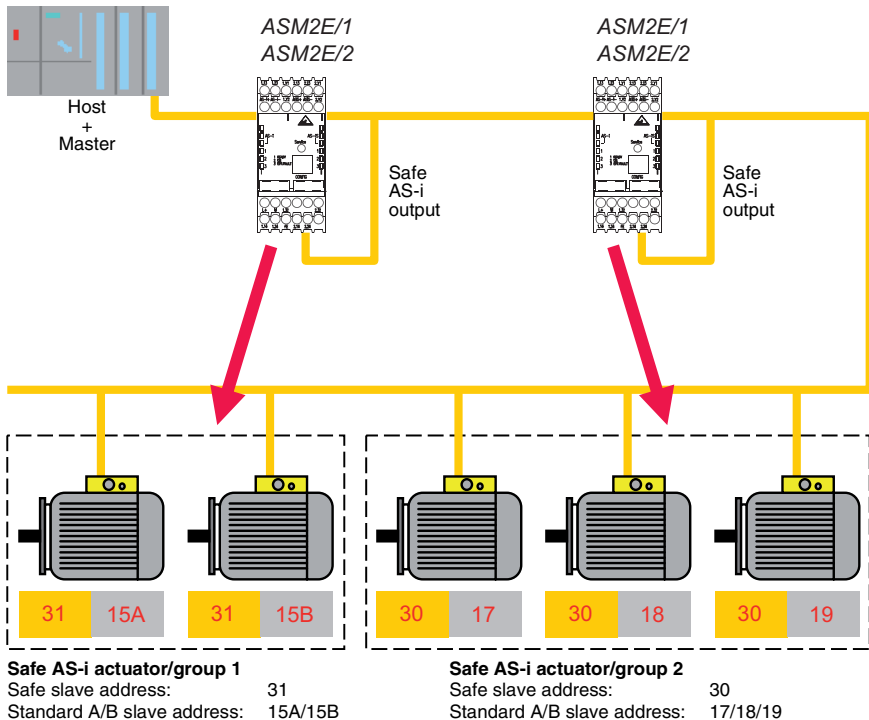 ASM2E/1
ASM2E/2
ASM2E/1
ASM2E/2
Host
+
Master
Safe
AS-i
output
Safe
AS-i
output
31 15A 31 15B 30 17 30 18 30 19
Safe AS-i actuator/group 1
Safe slave address: 31
Standard A/B slave address: 15A/15B
Safe AS-i actuator/group 2
Safe slave address: 30
Standard A/B slave address: 17/18/19